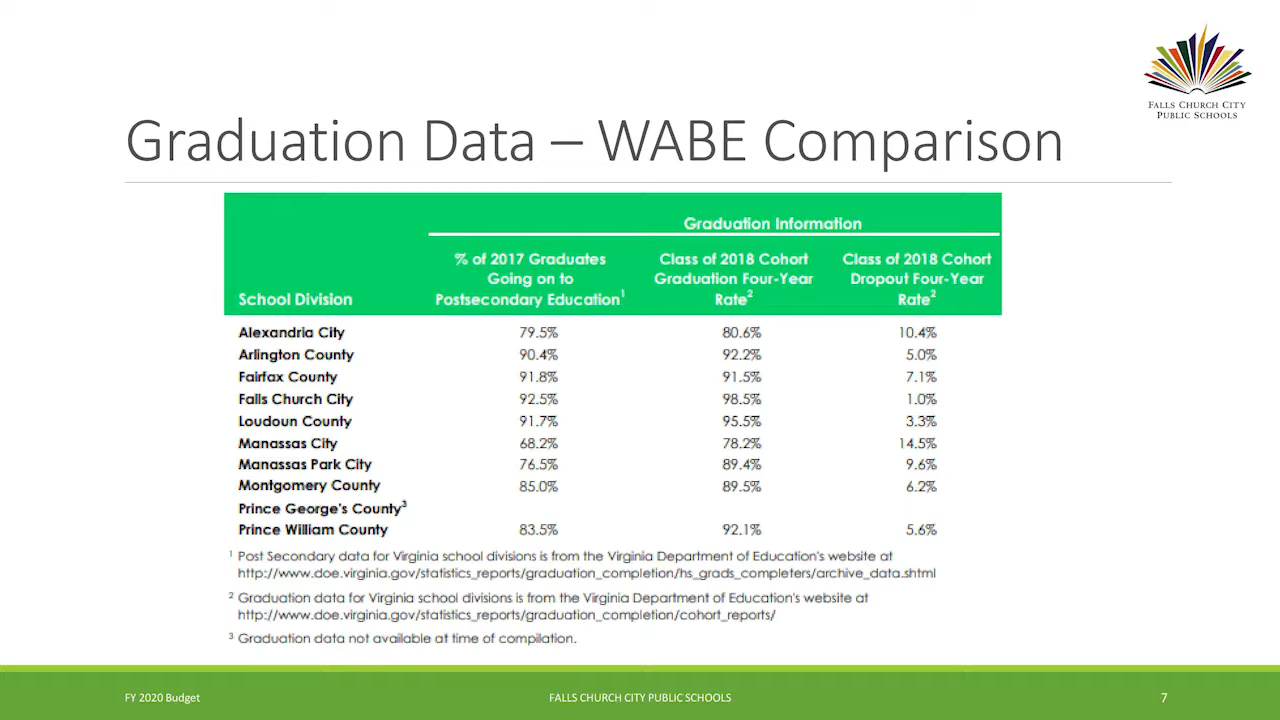 FALLS CHURCH CITY
PUBLIC SCHOOLS
Graduation Data – WABE Comparison
Graduation Information
School Division
% of 2017 Graduates
Going on to
Postsecondary Education¹
Class of 2018 Cohort
Graduation Four-Year
Rate²
Class of 2018 Cohort
Dropout Four-Year
Rate²
Alexandria City 79.5% 80.6% 10.4%
Arlington County 90.4% 92.2% 5.0%
Fairfax County 91.8% 91.5% 7.1%
Falls Church City 92.5% 98.5% 1.0%
Loudoun County 91.7% 95.5% 3.3%
Manassas City 68.2% 78.2% 14.5%
Manassas Park City 76.5% 89.4% 9.6%
Montgomery County 85.0% 89.5% 6.2%
Prince George's County³
Prince William County 83.5% 92.1% 5.6%
¹ Post Secondary data for Virginia school divisions is from the Virginia Department of Education's website at
http://www.doe.virginia.gov/statistics_reports/graduation_completion/hs_grads_completers/archive_data.shtml
² Graduation data for Virginia school divisions is from the Virginia Department of Education's website at
http://www.doe.virginia.gov/statistics_reports/graduation_completion/cohort_reports/
³ Graduation data not available at time of compilation.
FY 2020 Budget
FALLS CHURCH CITY PUBLIC SCHOOLS
7